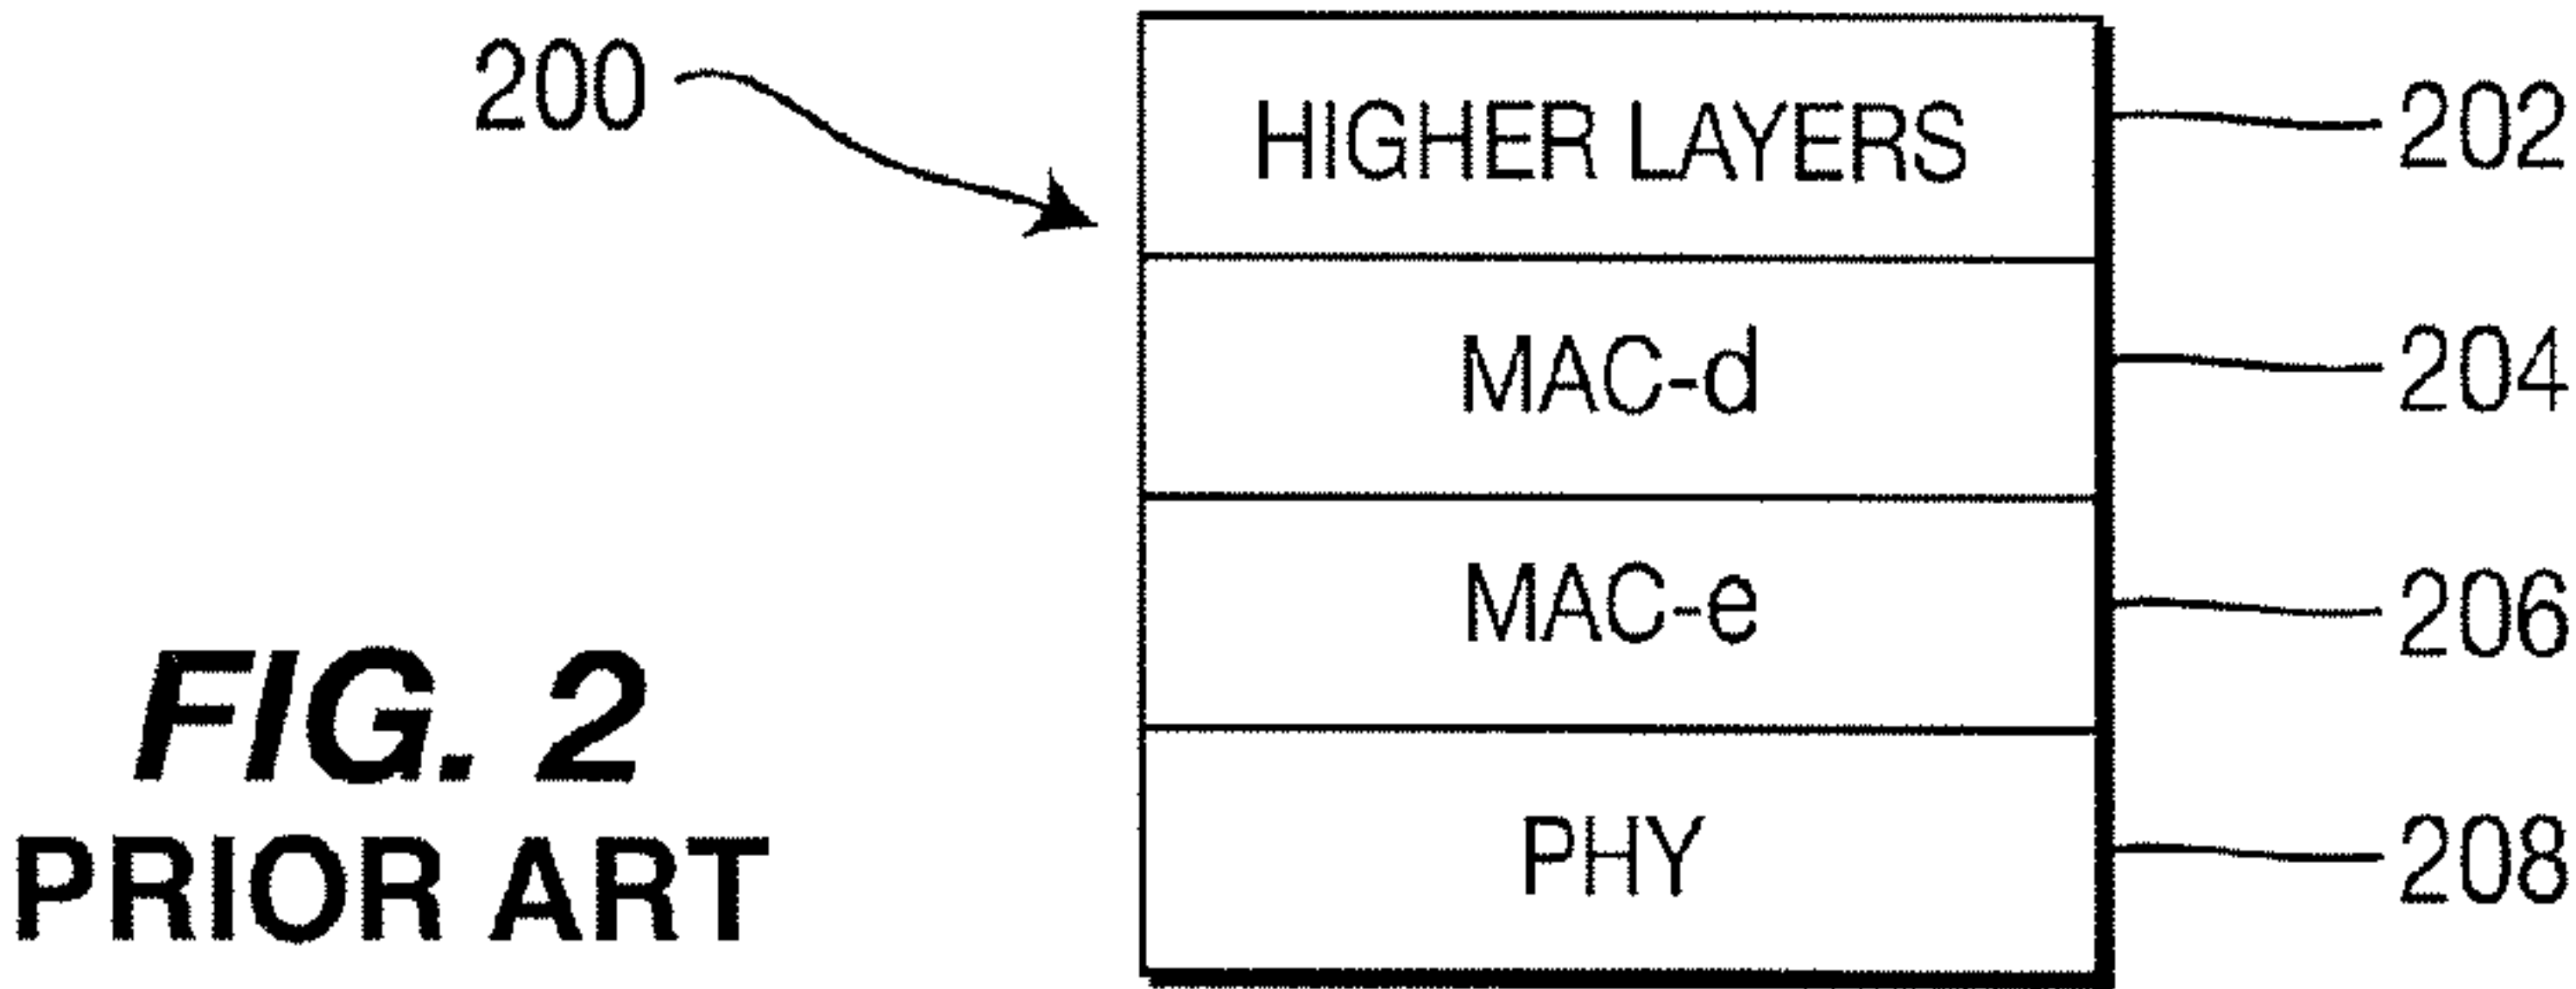 200
HIGHER LAYERS 202
MAC-d 204
MAC-e 206
PHY 208
FIG. 2
PRIOR ART